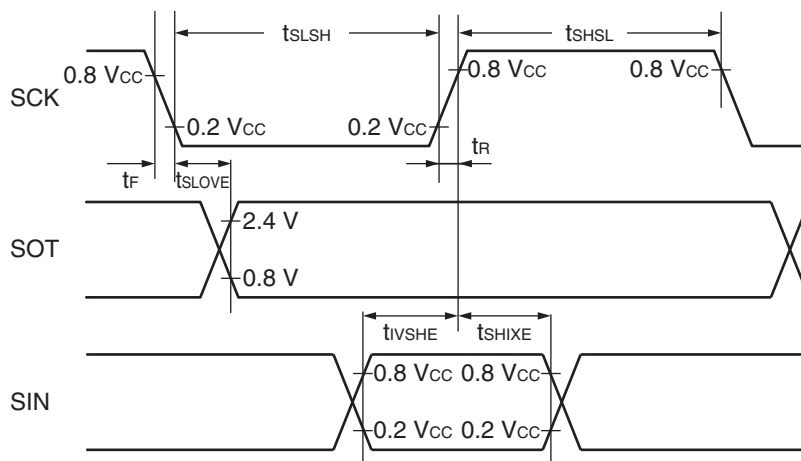 tSLSH tSHSL
SCK 0.8 VCC 0.8 VCC 0.8 VCC
0.2 VCC 0.2 VCC
tF tSLOVE tR
SOT 2.4 V
0.8 V
tIVSHE tSHIXE
SIN 0.8 VCC 0.8 VCC
0.2 VCC 0.2 VCC